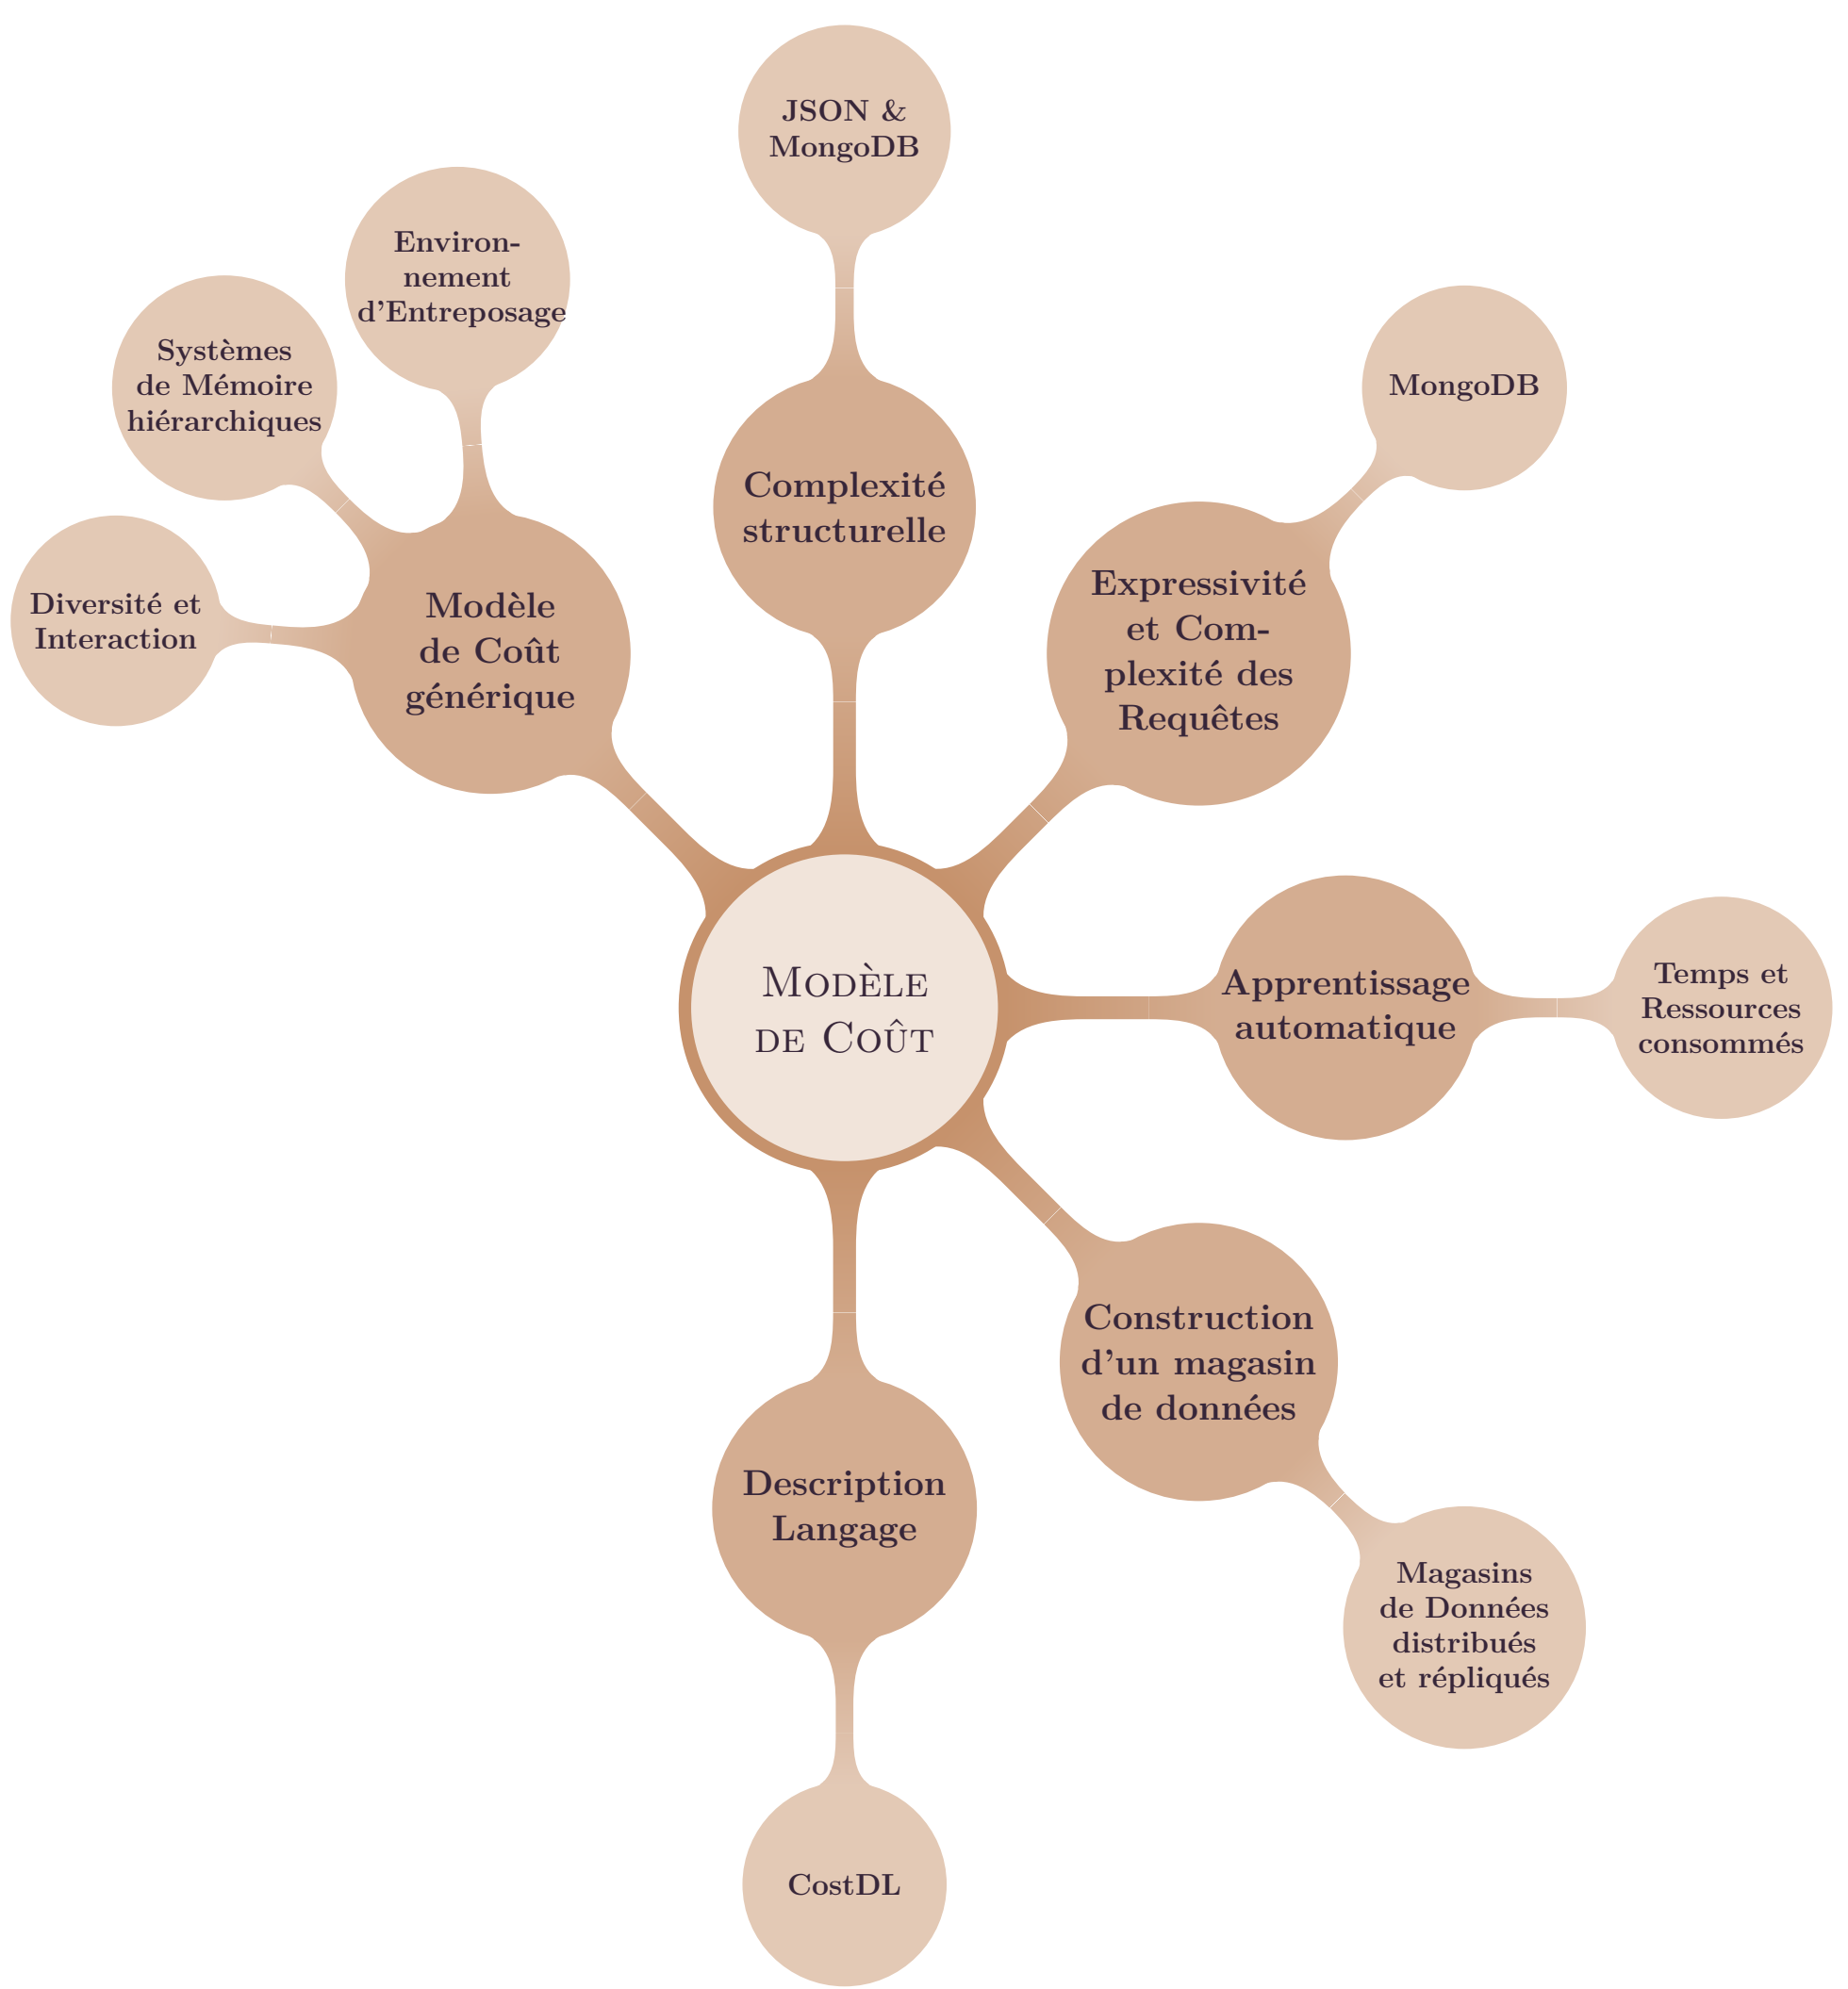 JSON &
MongoDB
Environ-
nement
d'Entreposage
Systèmes
de Mémoire
hiérarchiques
MongoDB
Complexité
structurelle
Diversité et
Interaction
Modèle
de Coût
générique
Expressivité
et Com-
plexité des
Requêtes
Modèle
de Coût
Apprentissage
automatique
Temps et
Ressources
consommés
Construction
d'un magasin
de données
Description
Langage
Magasins
de Données
distribués
et répliqués
CostDL